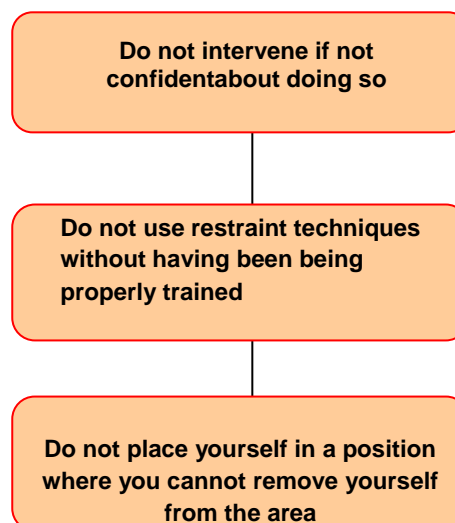 Do not intervene if not
confidentabout doing so
Do not use restraint techniques
without having been being
properly trained
Do not place yourself in a position
where you cannot remove yourself
from the area